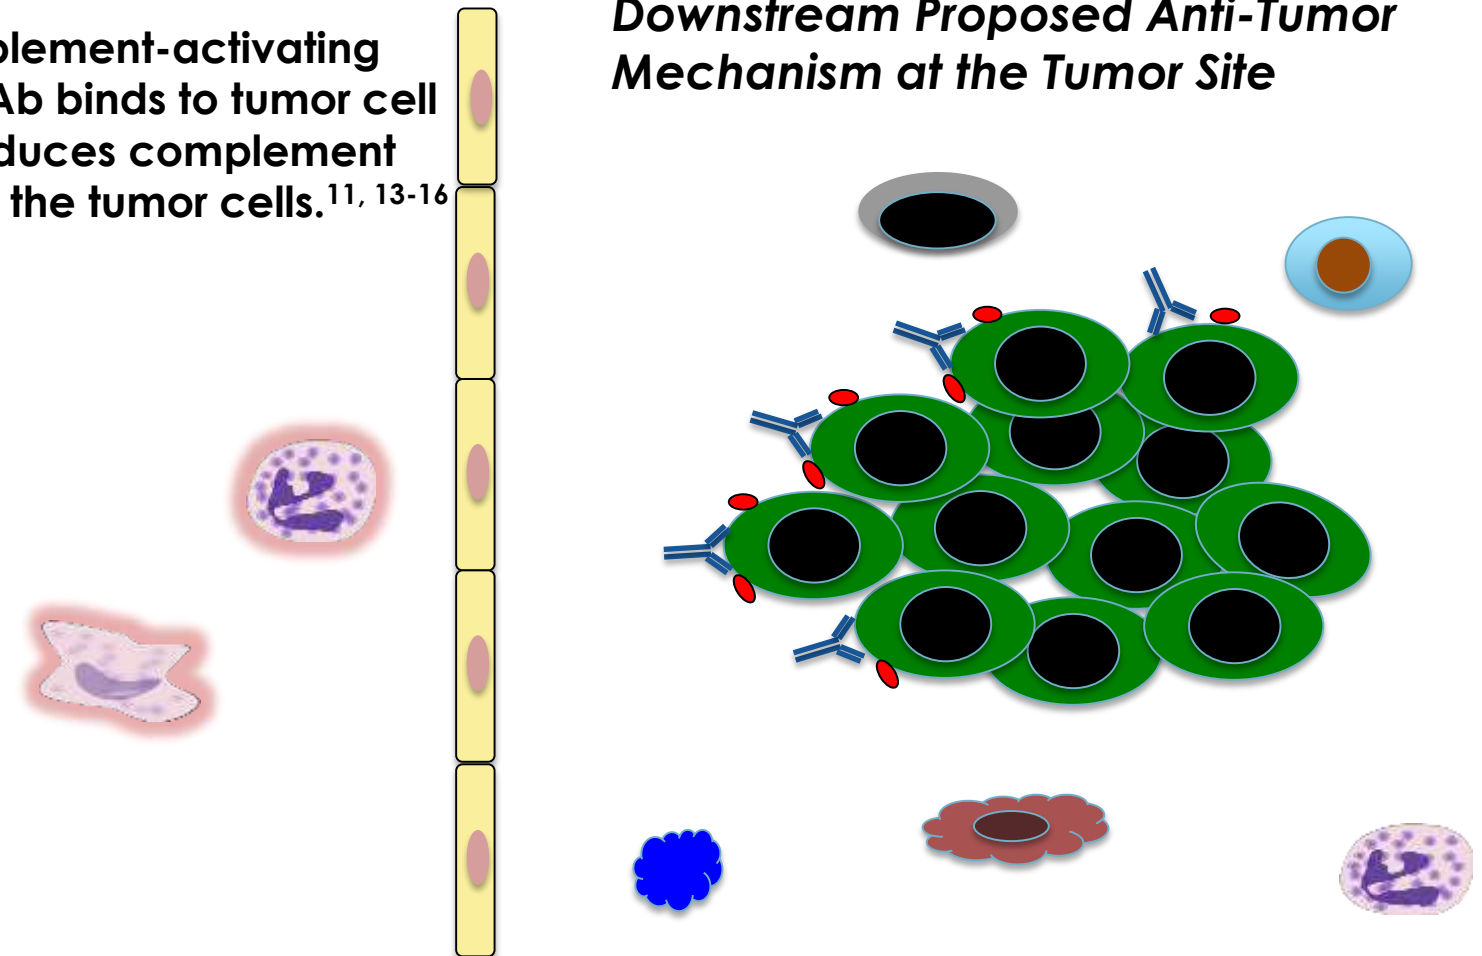 plement-activating
Ab binds to tumor cell
duces complement
the tumor cells.11, 13-16
Downstream Proposed Anti-Tumor
Mechanism at the Tumor Site